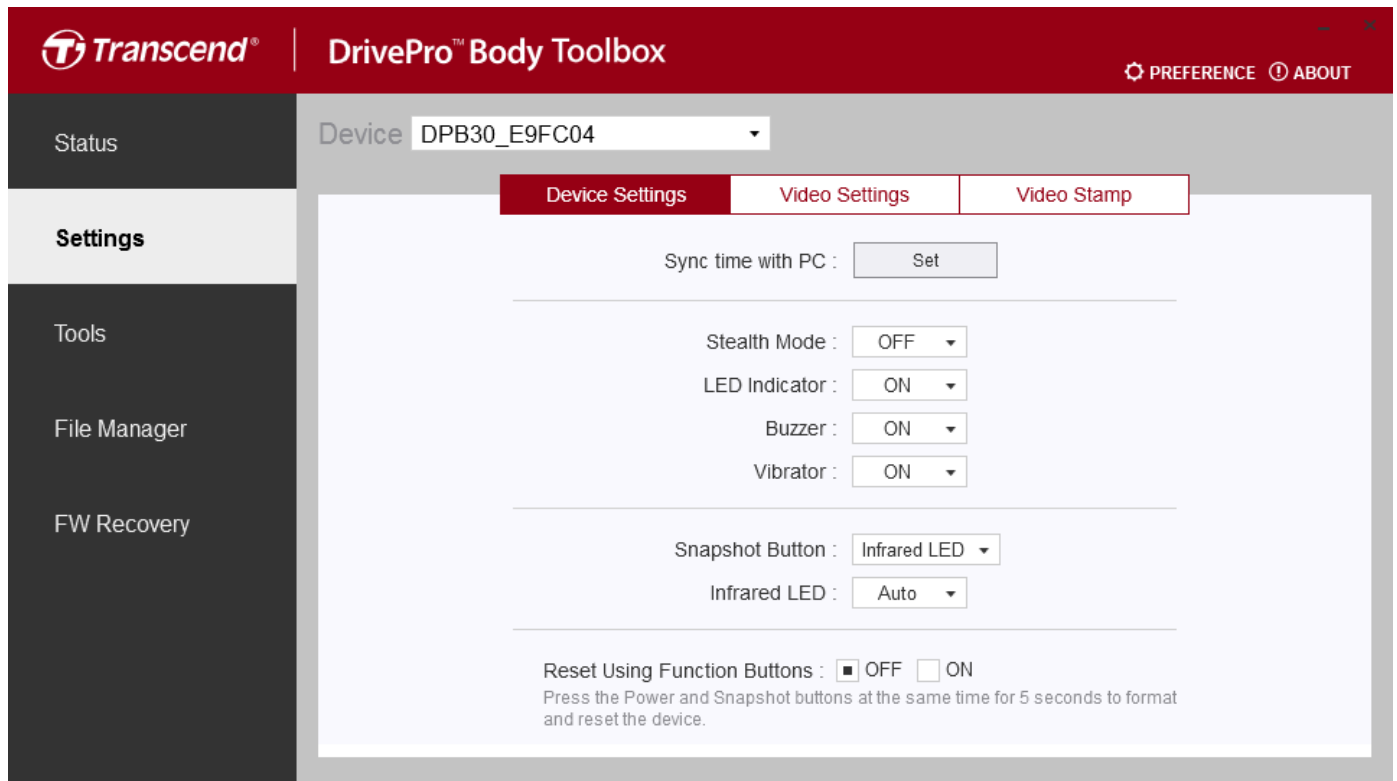 Transcend® DrivePro™ Body Toolbox
PREFERENCE ABOUT
Status
Settings
Tools
File Manager
FW Recovery
Device DPB30_E9FC04
Device Settings Video Settings Video Stamp
Sync time with PC : Set
Stealth Mode : OFF
LED Indicator : ON
Buzzer : ON
Vibrator : ON
Snapshot Button : Infrared LED
Infrared LED : Auto
Reset Using Function Buttons : OFF ON
Press the Power and Snapshot buttons at the same time for 5 seconds to format
and reset the device.